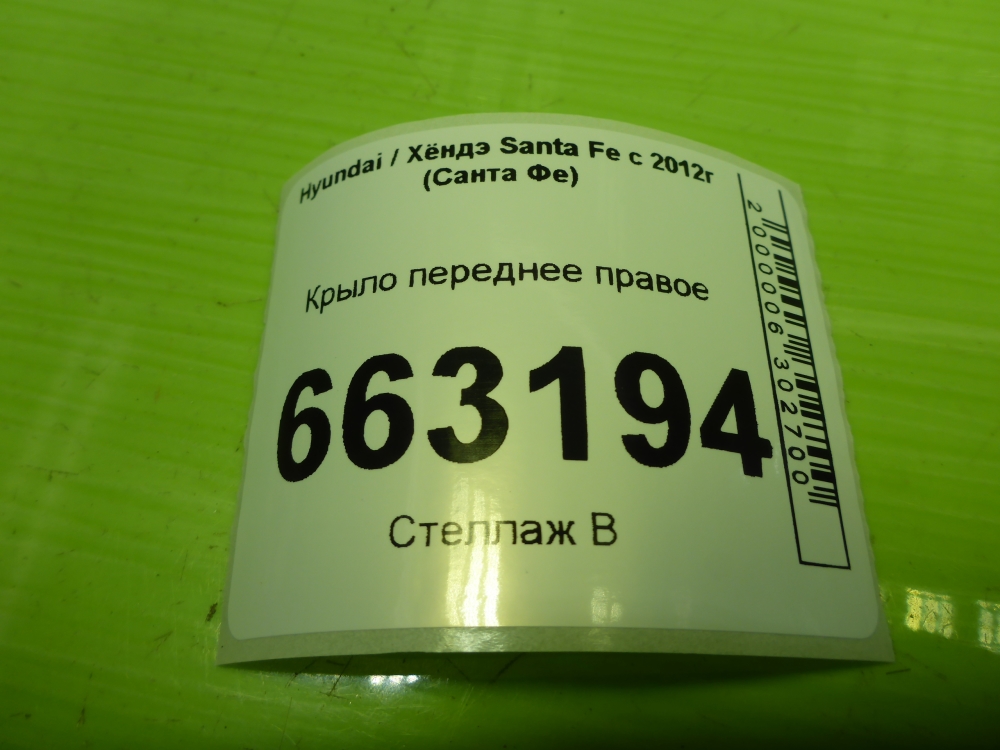 Hyundai / Хёндэ Santa Fe с 2012г
(Санта Фе)
Крыло переднее правое
663194
Стеллаж В
2000006302700